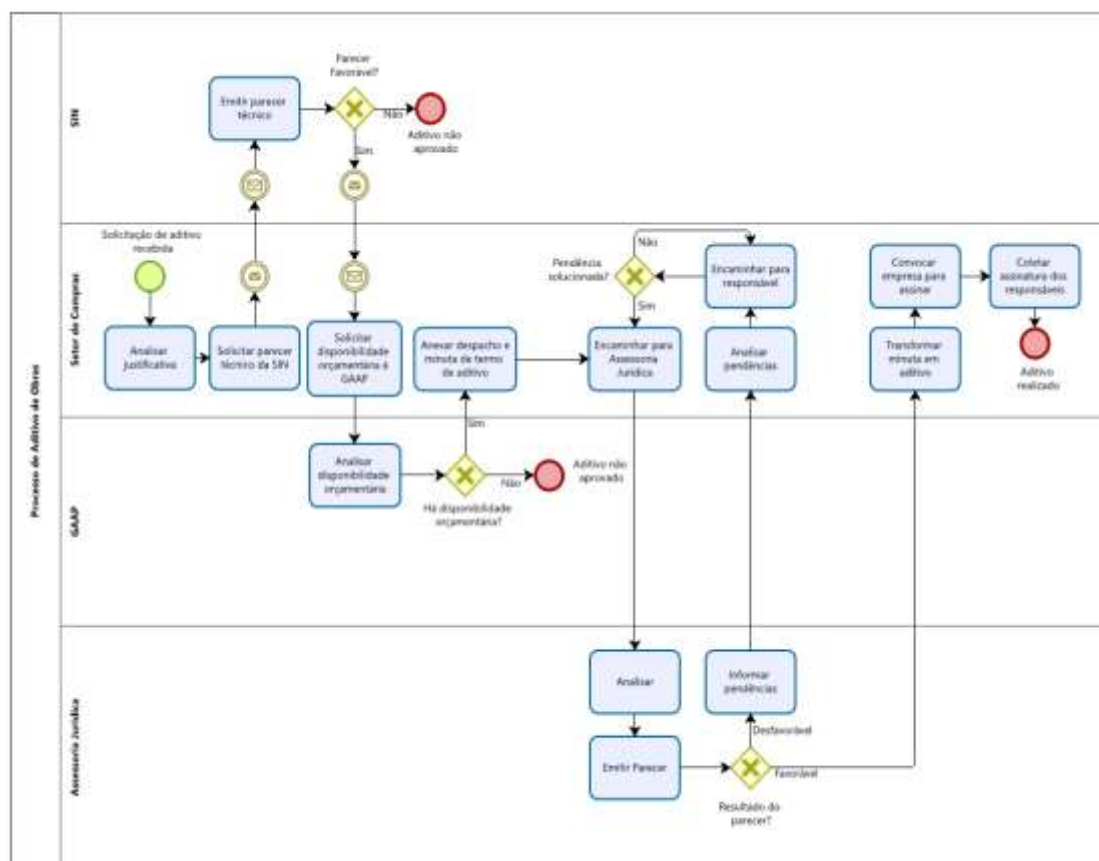 Processo de Aditivo de Obras
SIN
Emitir parecer
técnico
Parecer
Favorável?
Não
Aditivo não
aprovado
Sim
Setor de Compras
Solicitação de aditivo
recebida
Analisar
Justificativa
Solicitar parecer
técnico da SIN
Solicitar
disponibilidade
orçamentária à
GAAP
Anexar despacho e
minuta de termo
de aditivo
Pendência
solucionada?
Não
Sim
Encaminhar para
responsável
Encaminhar para
Assessoria
Jurídica
Analisar
pendências
Convocar
empresa para
assinar
Coletar
assinatura dos
responsáveis
Transformar
minuta em
aditivo
Aditivo
realizado
GAAP
Analisar
disponibilidade
orçamentária
Sim
Não
Há disponibilidade
orçamentária?
Aditivo não
aprovado
Assessoria Jurídica
Analisar
Emitir Parecer
Informar
pendências
Desfavorável
Favorável
Resultado do
parecer?